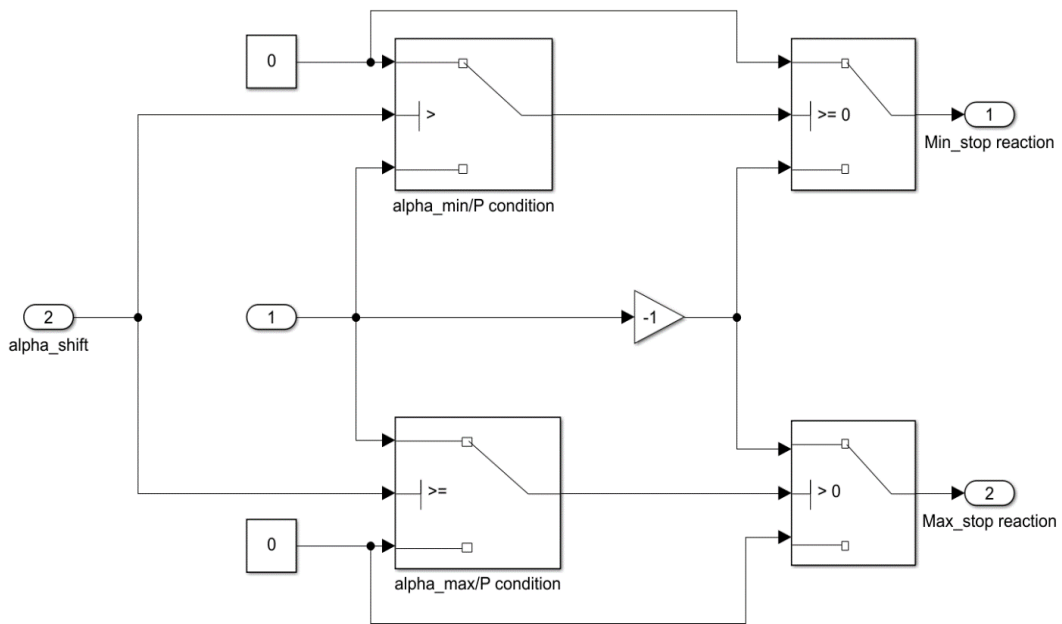 0
>
>= 0
1
Min_stop reaction
alpha_min/P condition
2
alpha_shift
1
-1
>=
0
alpha_max/P condition
> 0
2
Max_stop reaction